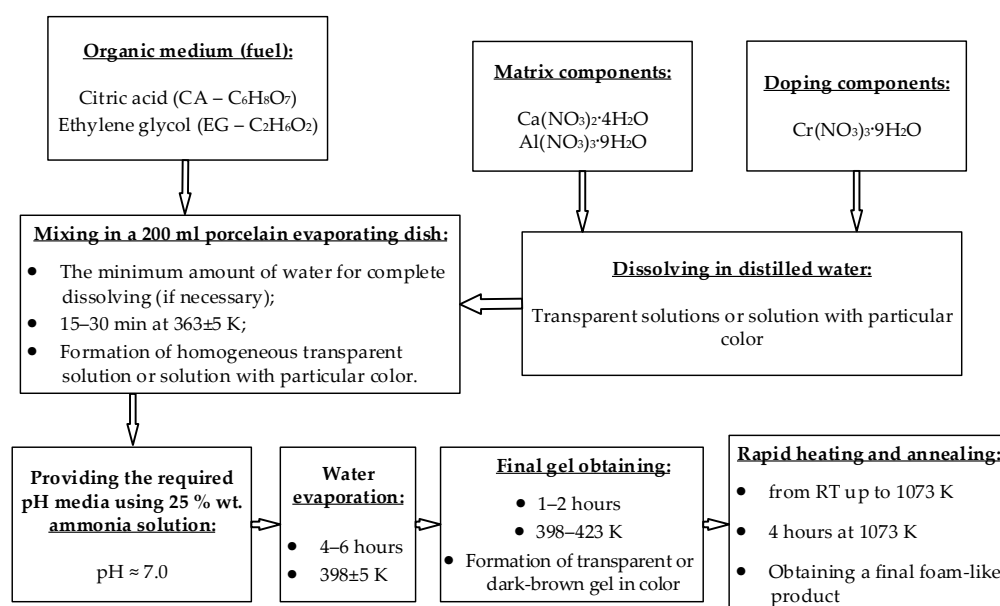 Organic medium (fuel):
Citric acid (CA – C₆H₈O₇)
Ethylene glycol (EG – C₂H₆O₂)
Matrix components:
Ca(NO₃)₂·4H₂O
Al(NO₃)₃·9H₂O
Doping components:
Cr(NO₃)₃·9H₂O
Mixing in a 200 ml porcelain evaporating dish:
● The minimum amount of water for complete
dissolving (if necessary);
● 15–30 min at 363±5 K;
● Formation of homogeneous transparent
solution or solution with particular color.
Dissolving in distilled water:
Transparent solutions or solution with particular
color
Providing the required
pH media using 25 % wt.
ammonia solution:
pH ≈ 7.0
Water
evaporation:
● 4–6 hours
● 398±5 K
Final gel obtaining:
● 1–2 hours
● 398–423 K
● Formation of transparent or
dark-brown gel in color
Rapid heating and annealing:
● from RT up to 1073 K
● 4 hours at 1073 K
● Obtaining a final foam-like
product